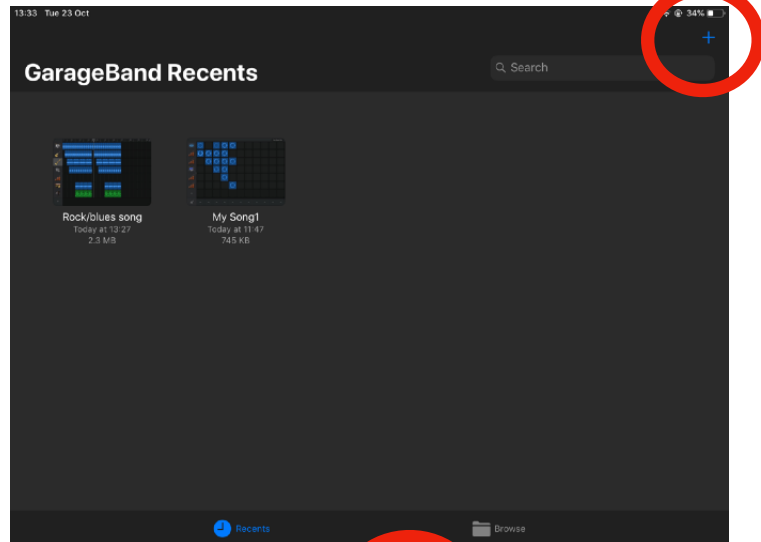 13:33 Tue 23 Oct
34%
+
GarageBand Recents
Search
Rock/blues song
Today at 13:27
2.3 MB
My Song1
Today at 11:47
745 KB
Recents
Browse